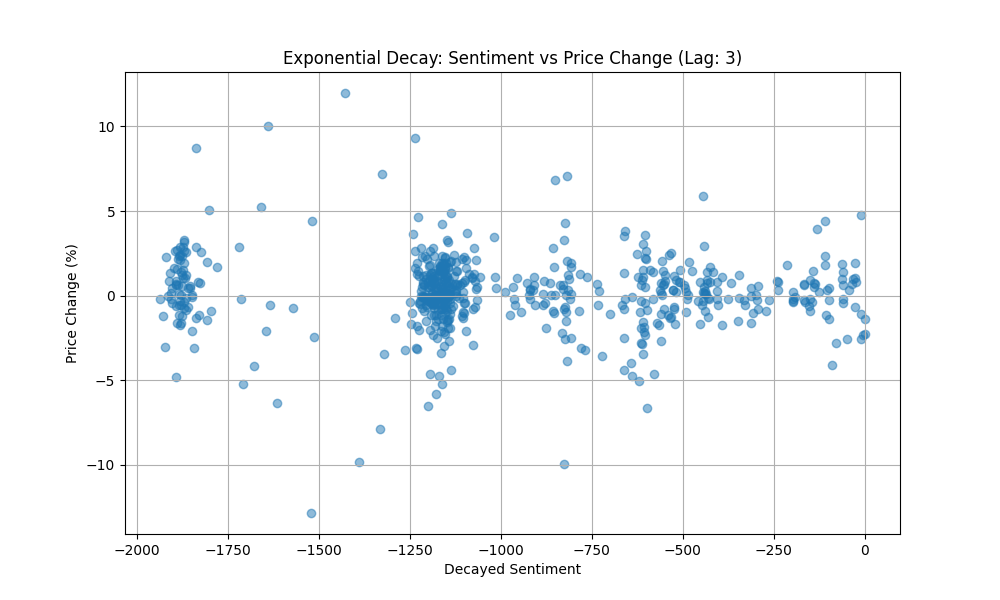 Exponential Decay: Sentiment vs Price Change (Lag: 3)
Price Change (%)
10
5
0
−5
−10
−2000 −1750 −1500 −1250 −1000 −750 −500 −250 0
Decayed Sentiment